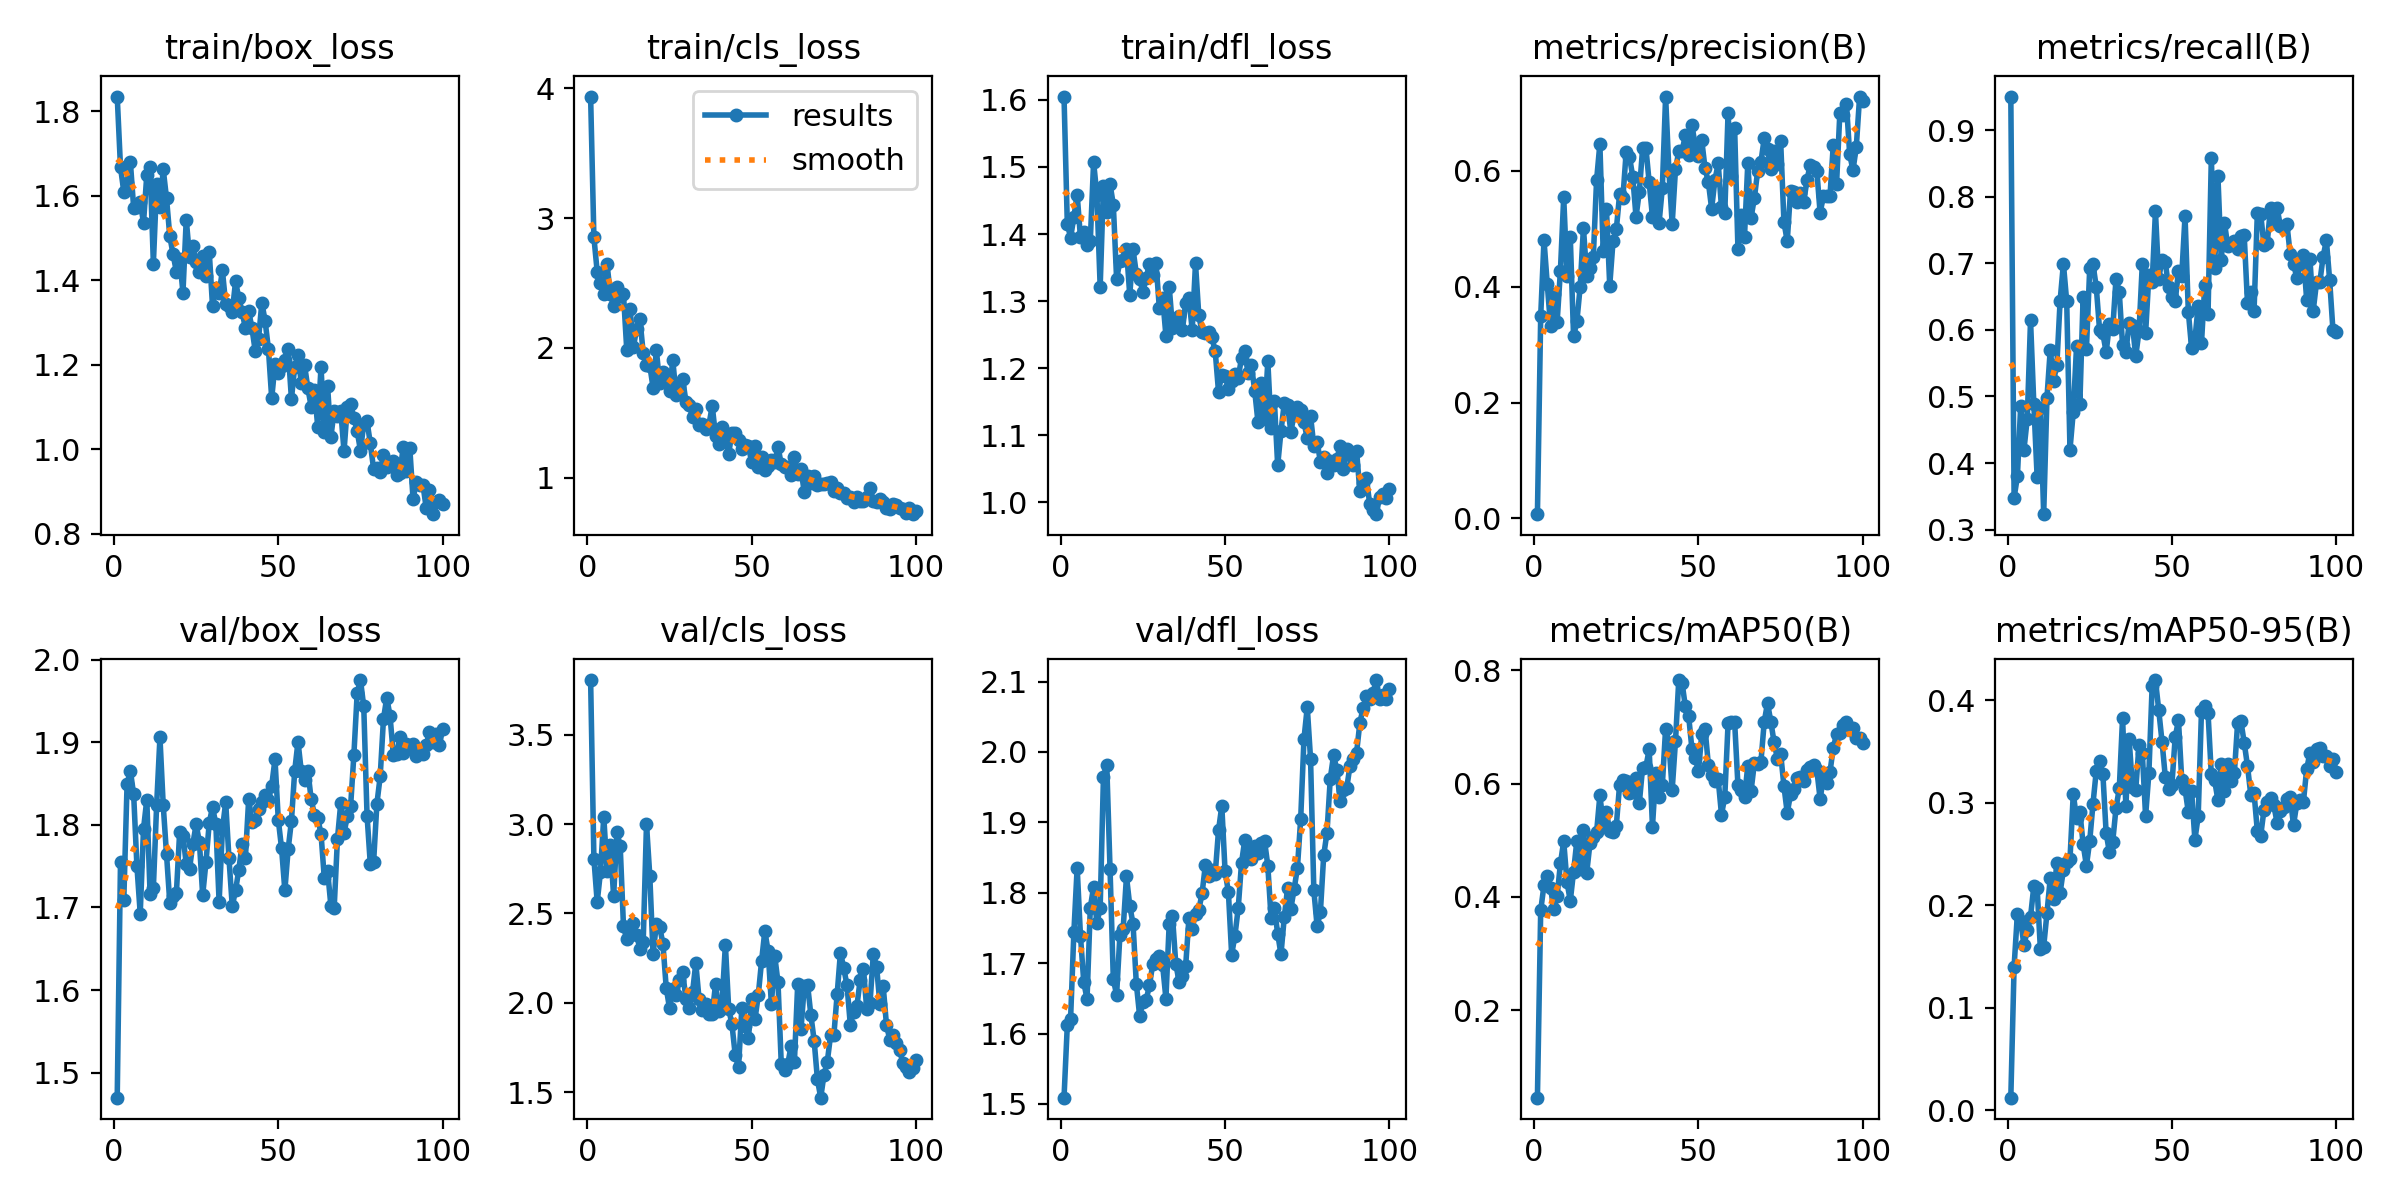 train/box_loss
1.8
1.6
1.4
1.2
1.0
0.8
0 50 100
train/cls_loss
results
smooth
4
3
2
1
0 50 100
train/dfl_loss
1.6
1.5
1.4
1.3
1.2
1.1
1.0
0 50 100
metrics/precision(B)
0.6
0.4
0.2
0.0
0 50 100
metrics/recall(B)
0.9
0.8
0.7
0.6
0.5
0.4
0.3
0 50 100
val/box_loss
2.0
1.9
1.8
1.7
1.6
1.5
0 50 100
val/cls_loss
3.5
3.0
2.5
2.0
1.5
0 50 100
val/dfl_loss
2.1
2.0
1.9
1.8
1.7
1.6
1.5
0 50 100
metrics/mAP50(B)
0.8
0.6
0.4
0.2
0 50 100
metrics/mAP50-95(B)
0.4
0.3
0.2
0.1
0.0
0 50 100